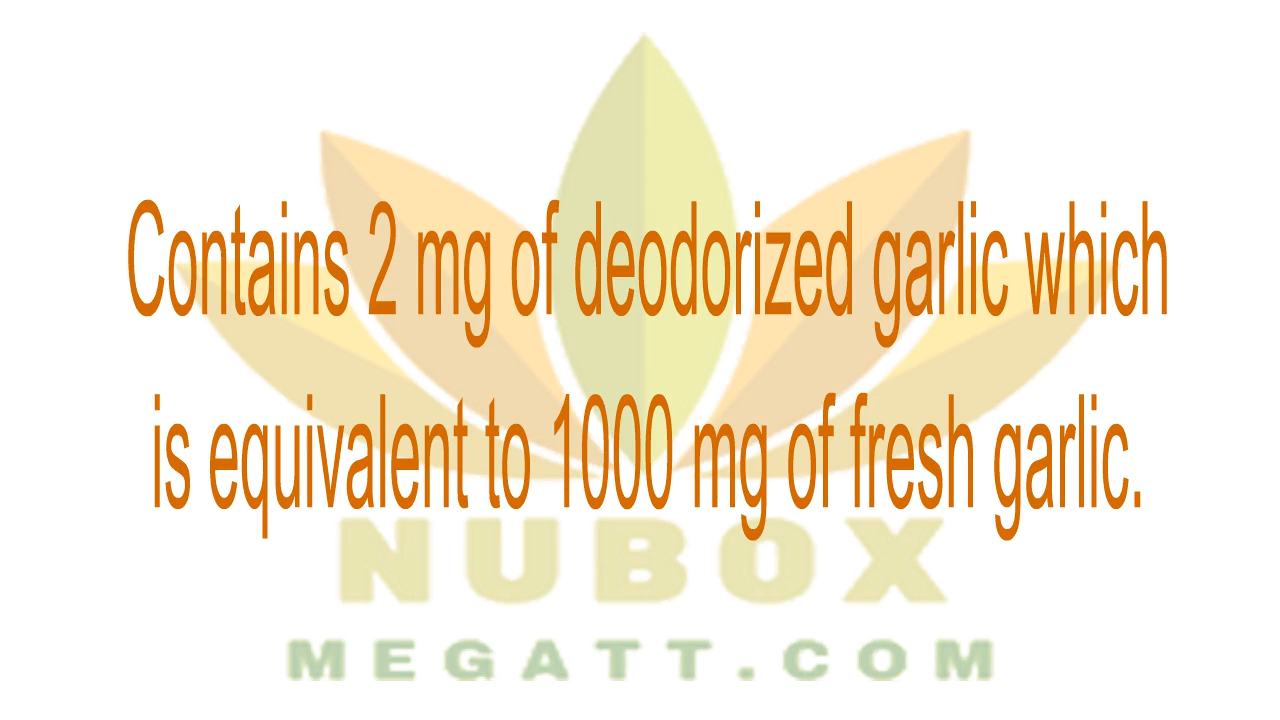 Contains 2 mg of deodorized garlic which
is equivalent to 1000 mg of fresh garlic.
NUBOX
MEGATT.COM